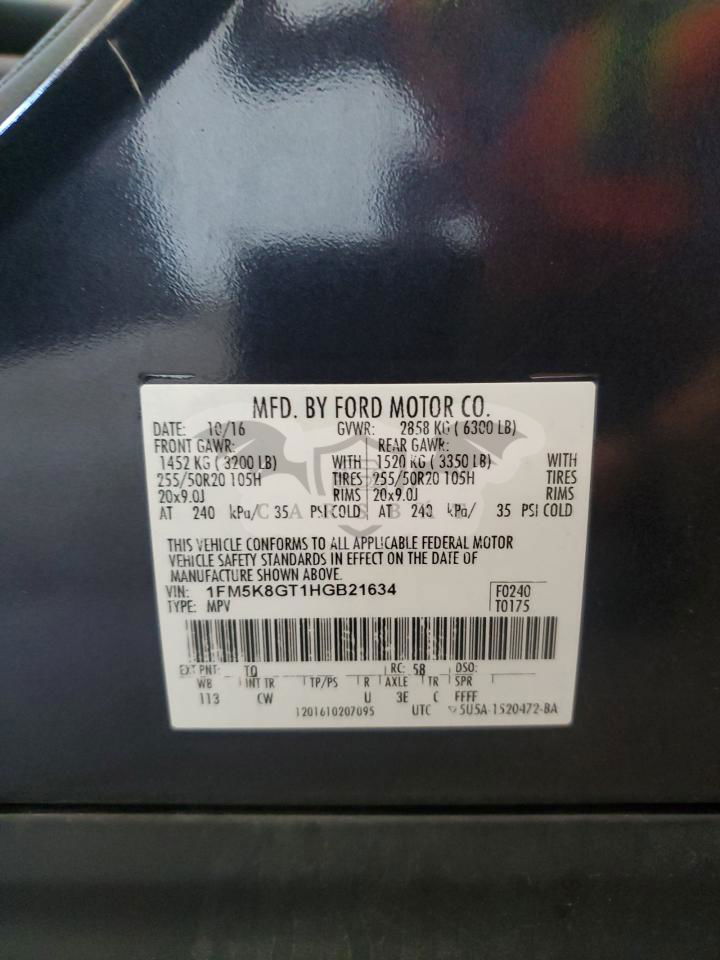 MFD. BY FORD MOTOR CO.
DATE: 10/16 GVWR: 2858 KG ( 6300 LB)
FRONT GAWR: REAR GAWR:
1452 KG ( 3200 LB) WITH 1520 KG ( 3350 LB) WITH
255/50R20 105H TIRES 255/50R20 105H TIRES
20x9.0J RIMS 20x9.0J RIMS
AT 240 kPa/ 35 PSI COLD AT 240 kPa/ 35 PSI COLD
THIS VEHICLE CONFORMS TO ALL APPLICABLE FEDERAL MOTOR
VEHICLE SAFETY STANDARDS IN EFFECT ON THE DATE OF
MANUFACTURE SHOWN ABOVE.
VIN: 1FM5K8GT1HGB21634 F0240
TYPE: MPV T0175
EXT PNT: RC: 58 DSO:
WB INT TR TP/PS R AXLE TR SPR
113 CW U 3E C FFFF
1201610207095 UTC 5U5A-1520472-BA